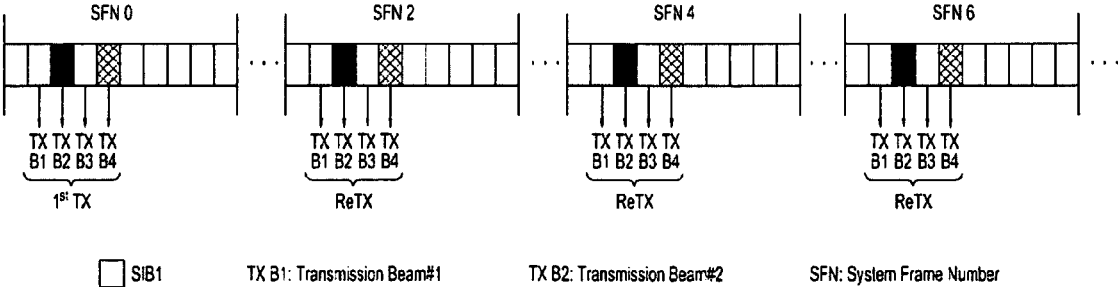 SFN 0 SFN 2 SFN 4 SFN 6
TX TX TX TX TX TX TX TX TX TX TX TX TX TX TX TX
B1 B2 B3 B4 B1 B2 B3 B4 B1 B2 B3 B4 B1 B2 B3 B4
1st TX ReTX ReTX ReTX
SIB1 TX B1: Transmission Beam#1 TX B2: Transmission Beam#2 SFN: System Frame Number